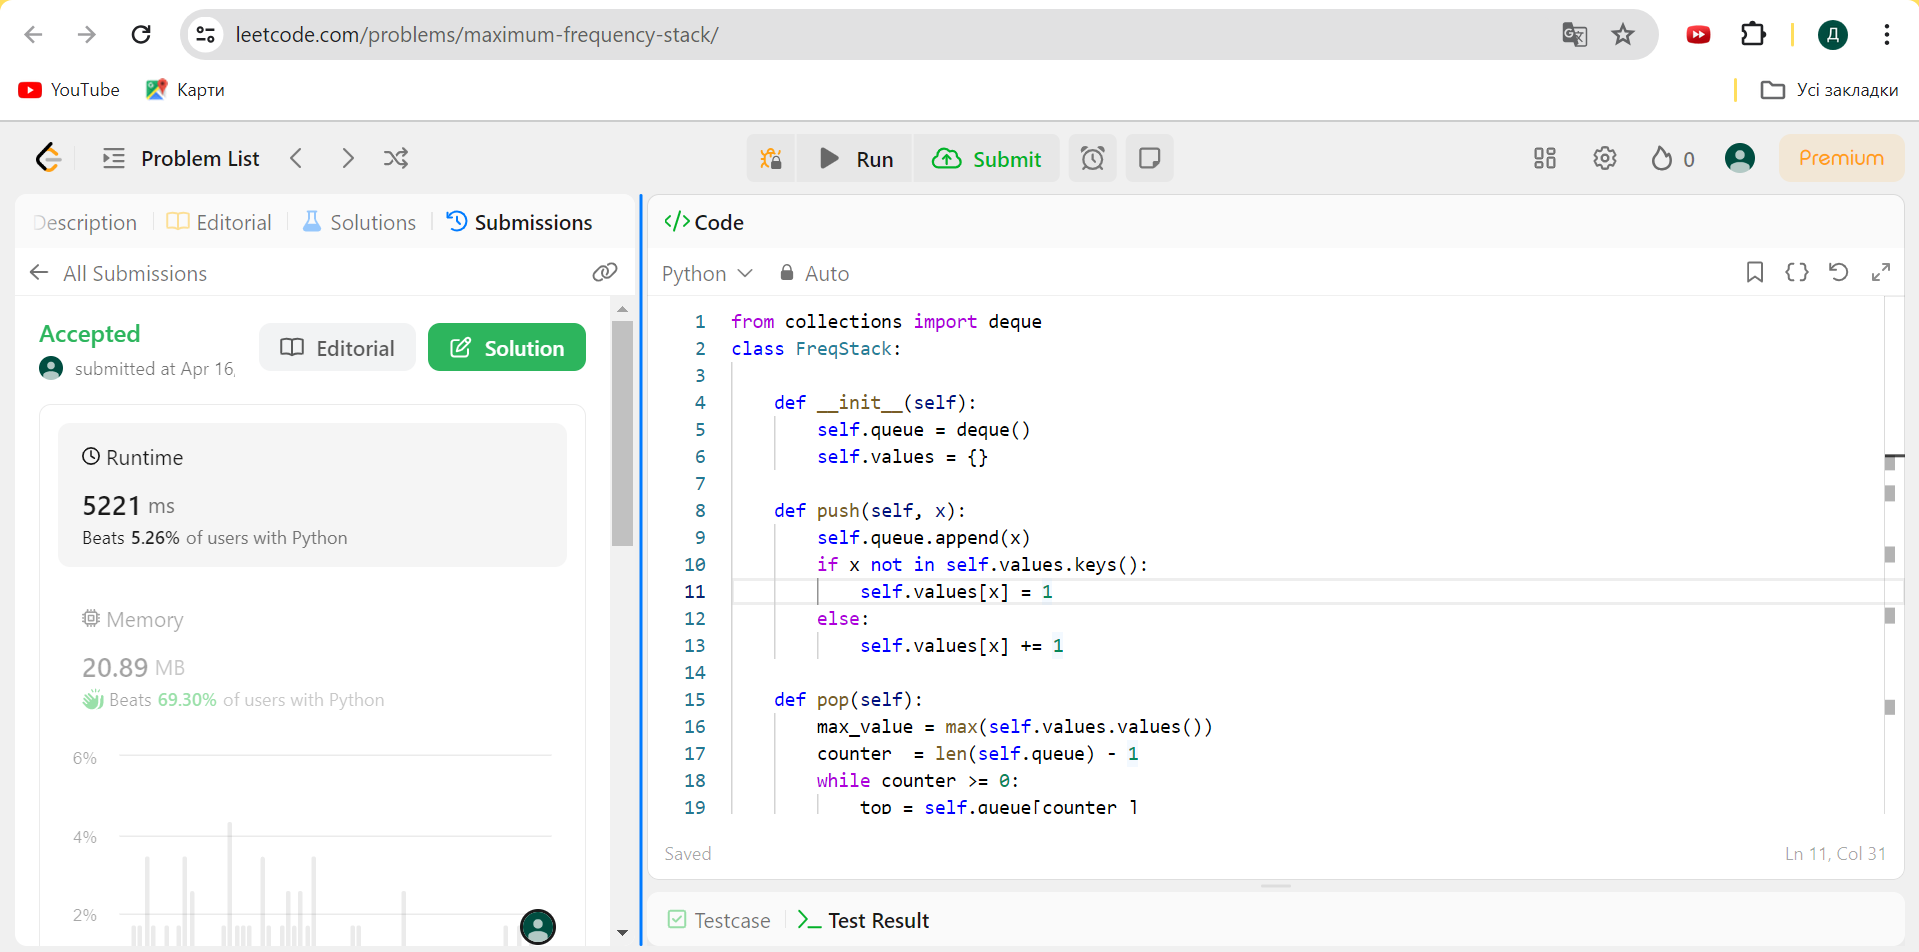 leetcode.com/problems/maximum-frequency-stack/
Д
YouTube
Карти
Усі закладки
Problem List
Run
Submit
0
Premium
Description
Editorial
Solutions
Submissions
All Submissions
Accepted
submitted at Apr 16,
Editorial
Solution
Runtime
5221 ms
Beats 5.26% of users with Python
Memory
20.89 MB
Beats 69.30% of users with Python
6%
4%
2%
</> Code
Python
Auto
1 from collections import deque
2 class FreqStack:
3
4 def __init__(self):
5 self.queue = deque()
6 self.values = {}
7
8 def push(self, x):
9 self.queue.append(x)
10 if x not in self.values.keys():
11 self.values[x] = 1
12 else:
13 self.values[x] += 1
14
15 def pop(self):
16 max_value = max(self.values.values())
17 counter  = len(self.queue) - 1
18 while counter >= 0:
19 top = self.queue[counter ]
Saved
Ln 11, Col 31
Testcase
Test Result